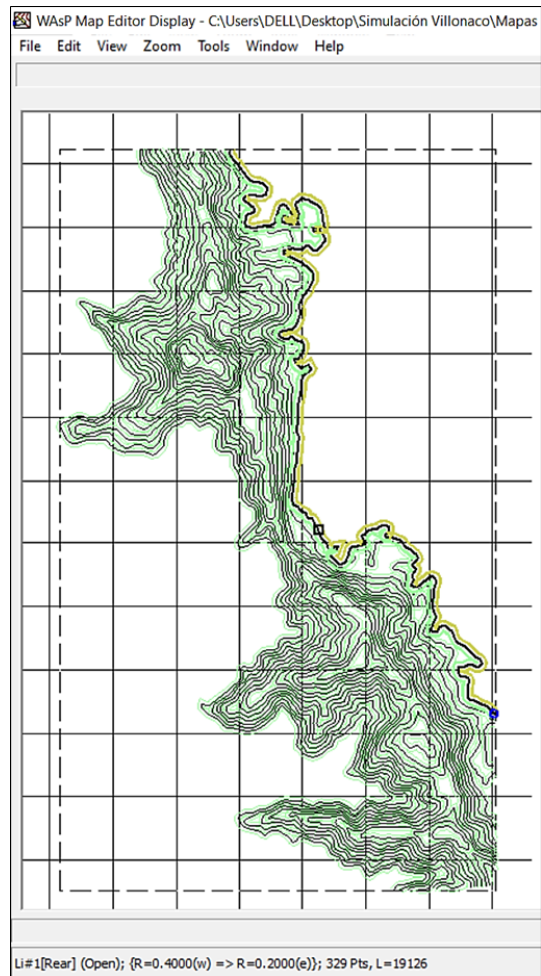 WAsP Map Editor Display - C:\Users\DELL\Desktop\Simulación Villonaco\Mapas
File Edit View Zoom Tools Window Help
Li#1[Rear] (Open); {R=0.4000(w) => R=0.2000(e)}; 329 Pts, L=19126